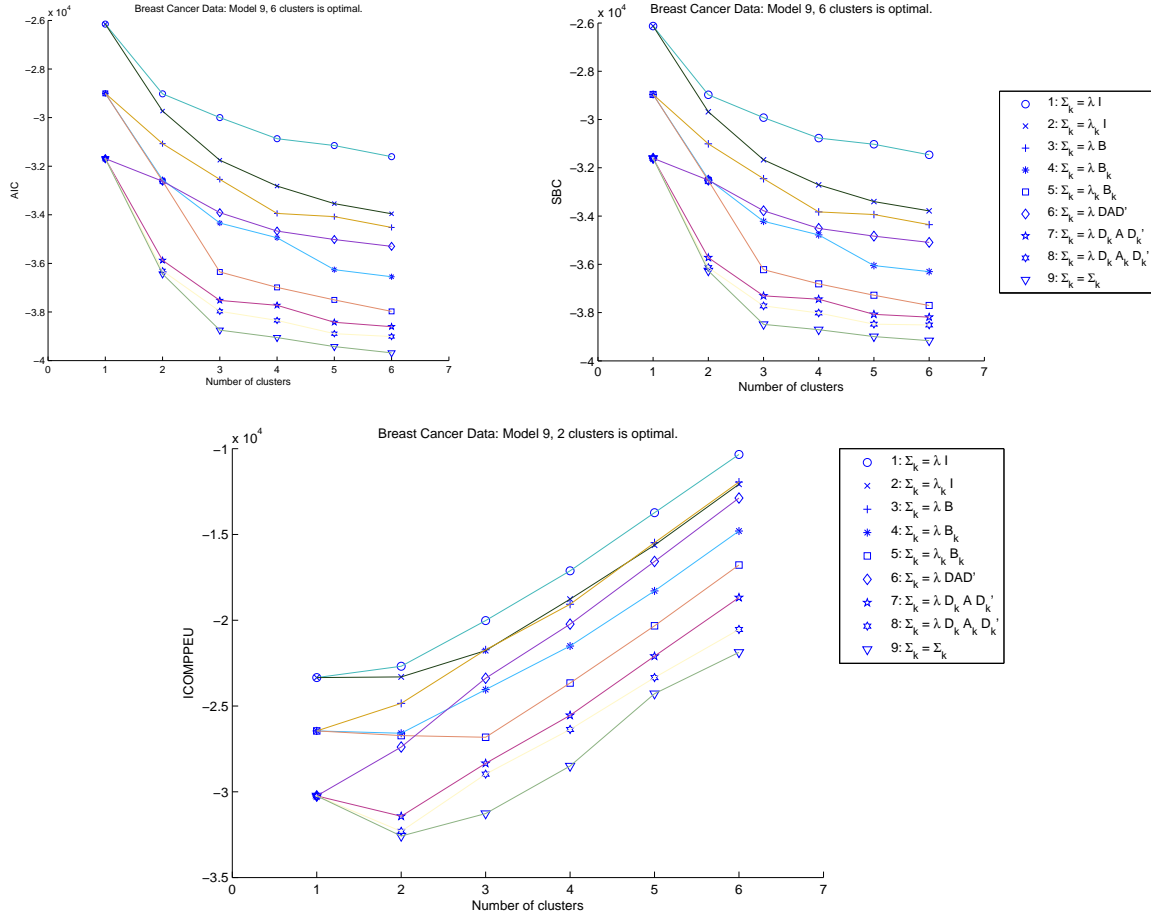 x 10^4
Breast Cancer Data: Model 9, 6 clusters is optimal.
−2.6
−2.8
−3
−3.2
−3.4
−3.6
−3.8
−4
AIC
0 1 2 3 4 5 6 7
Number of clusters
x 10^4
Breast Cancer Data: Model 9, 6 clusters is optimal.
−2.6
−2.8
−3
−3.2
−3.4
−3.6
−3.8
−4
SBC
0 1 2 3 4 5 6 7
Number of clusters
1: Σ_k = λ I
2: Σ_k = λ_k I
3: Σ_k = λ B
4: Σ_k = λ B_k
5: Σ_k = λ_k B_k
6: Σ_k = λ DAD'
7: Σ_k = λ D_k A D_k'
8: Σ_k = λ D_k A_k D_k'
9: Σ_k = Σ_k
x 10^4
Breast Cancer Data: Model 9, 2 clusters is optimal.
−1
−1.5
−2
−2.5
−3
−3.5
ICOMPPEU
0 1 2 3 4 5 6 7
Number of clusters
1: Σ_k = λ I
2: Σ_k = λ_k I
3: Σ_k = λ B
4: Σ_k = λ B_k
5: Σ_k = λ_k B_k
6: Σ_k = λ DAD'
7: Σ_k = λ D_k A D_k'
8: Σ_k = λ D_k A_k D_k'
9: Σ_k = Σ_k